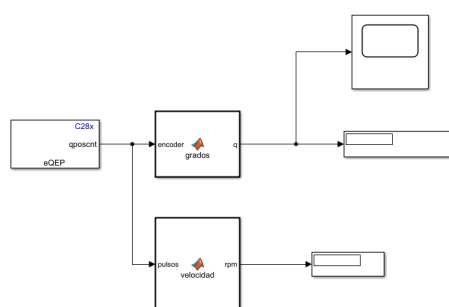 C28x
qposcnt
eQEP
encoder
q
grados
pulsos
rpm
velocidad